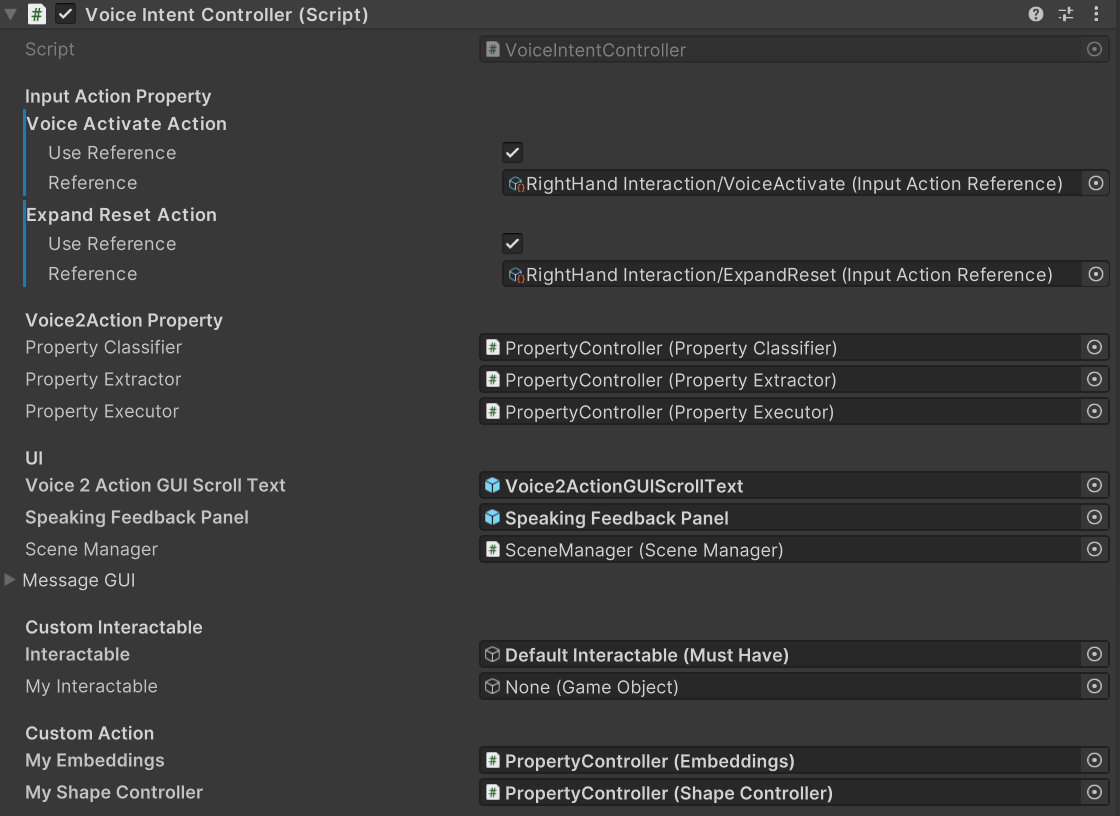 Voice Intent Controller (Script)
Script VoiceIntentController
Input Action Property
Voice Activate Action
Use Reference
Reference RightHand Interaction/VoiceActivate (Input Action Reference)
Expand Reset Action
Use Reference
Reference RightHand Interaction/ExpandReset (Input Action Reference)
Voice2Action Property
Property Classifier PropertyController (Property Classifier)
Property Extractor PropertyController (Property Extractor)
Property Executor PropertyController (Property Executor)
UI
Voice 2 Action GUI Scroll Text Voice2ActionGUIScrollText
Speaking Feedback Panel Speaking Feedback Panel
Scene Manager SceneManager (Scene Manager)
Message GUI
Custom Interactable
Interactable Default Interactable (Must Have)
My Interactable None (Game Object)
Custom Action
My Embeddings PropertyController (Embeddings)
My Shape Controller PropertyController (Shape Controller)